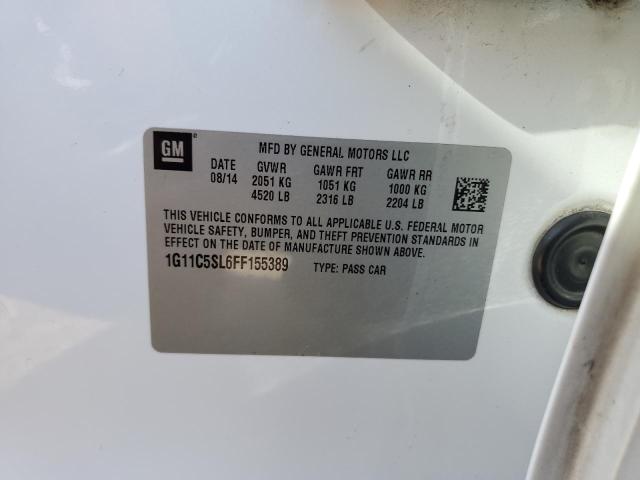 GM MFD BY GENERAL MOTORS LLC
DATE GVWR GAWR FRT GAWR RR
08/14 2051 KG 1051 KG 1000 KG
4520 LB 2316 LB 2204 LB
THIS VEHICLE CONFORMS TO ALL APPLICABLE U.S. FEDERAL MOTOR
VEHICLE SAFETY, BUMPER, AND THEFT PREVENTION STANDARDS IN
EFFECT ON THE DATE OF MANUFACTURE SHOWN ABOVE.
1G11C5SL6FF155389 TYPE: PASS CAR